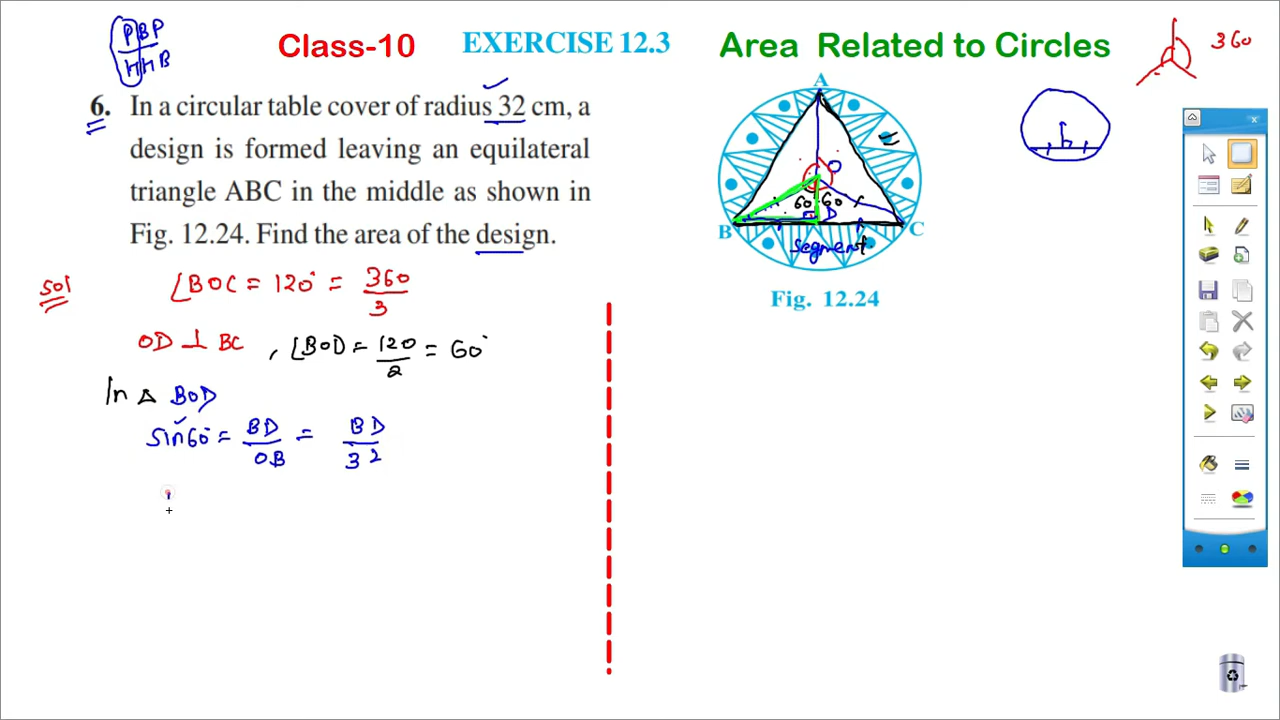 PBP
HHB
Class-10
EXERCISE 12.3
Area Related to Circles
360
6. In a circular table cover of radius 32 cm, a
design is formed leaving an equilateral
triangle ABC in the middle as shown in
Fig. 12.24. Find the area of the design.
A
O
60 60
B
D
C
Segment
Fig. 12.24
Sol
∠BOC = 120° = 360/3
OD ⊥ BC , ∠BOD = 120/2 = 60°
In △ BOD
Sin60° = BD/OB = BD/32